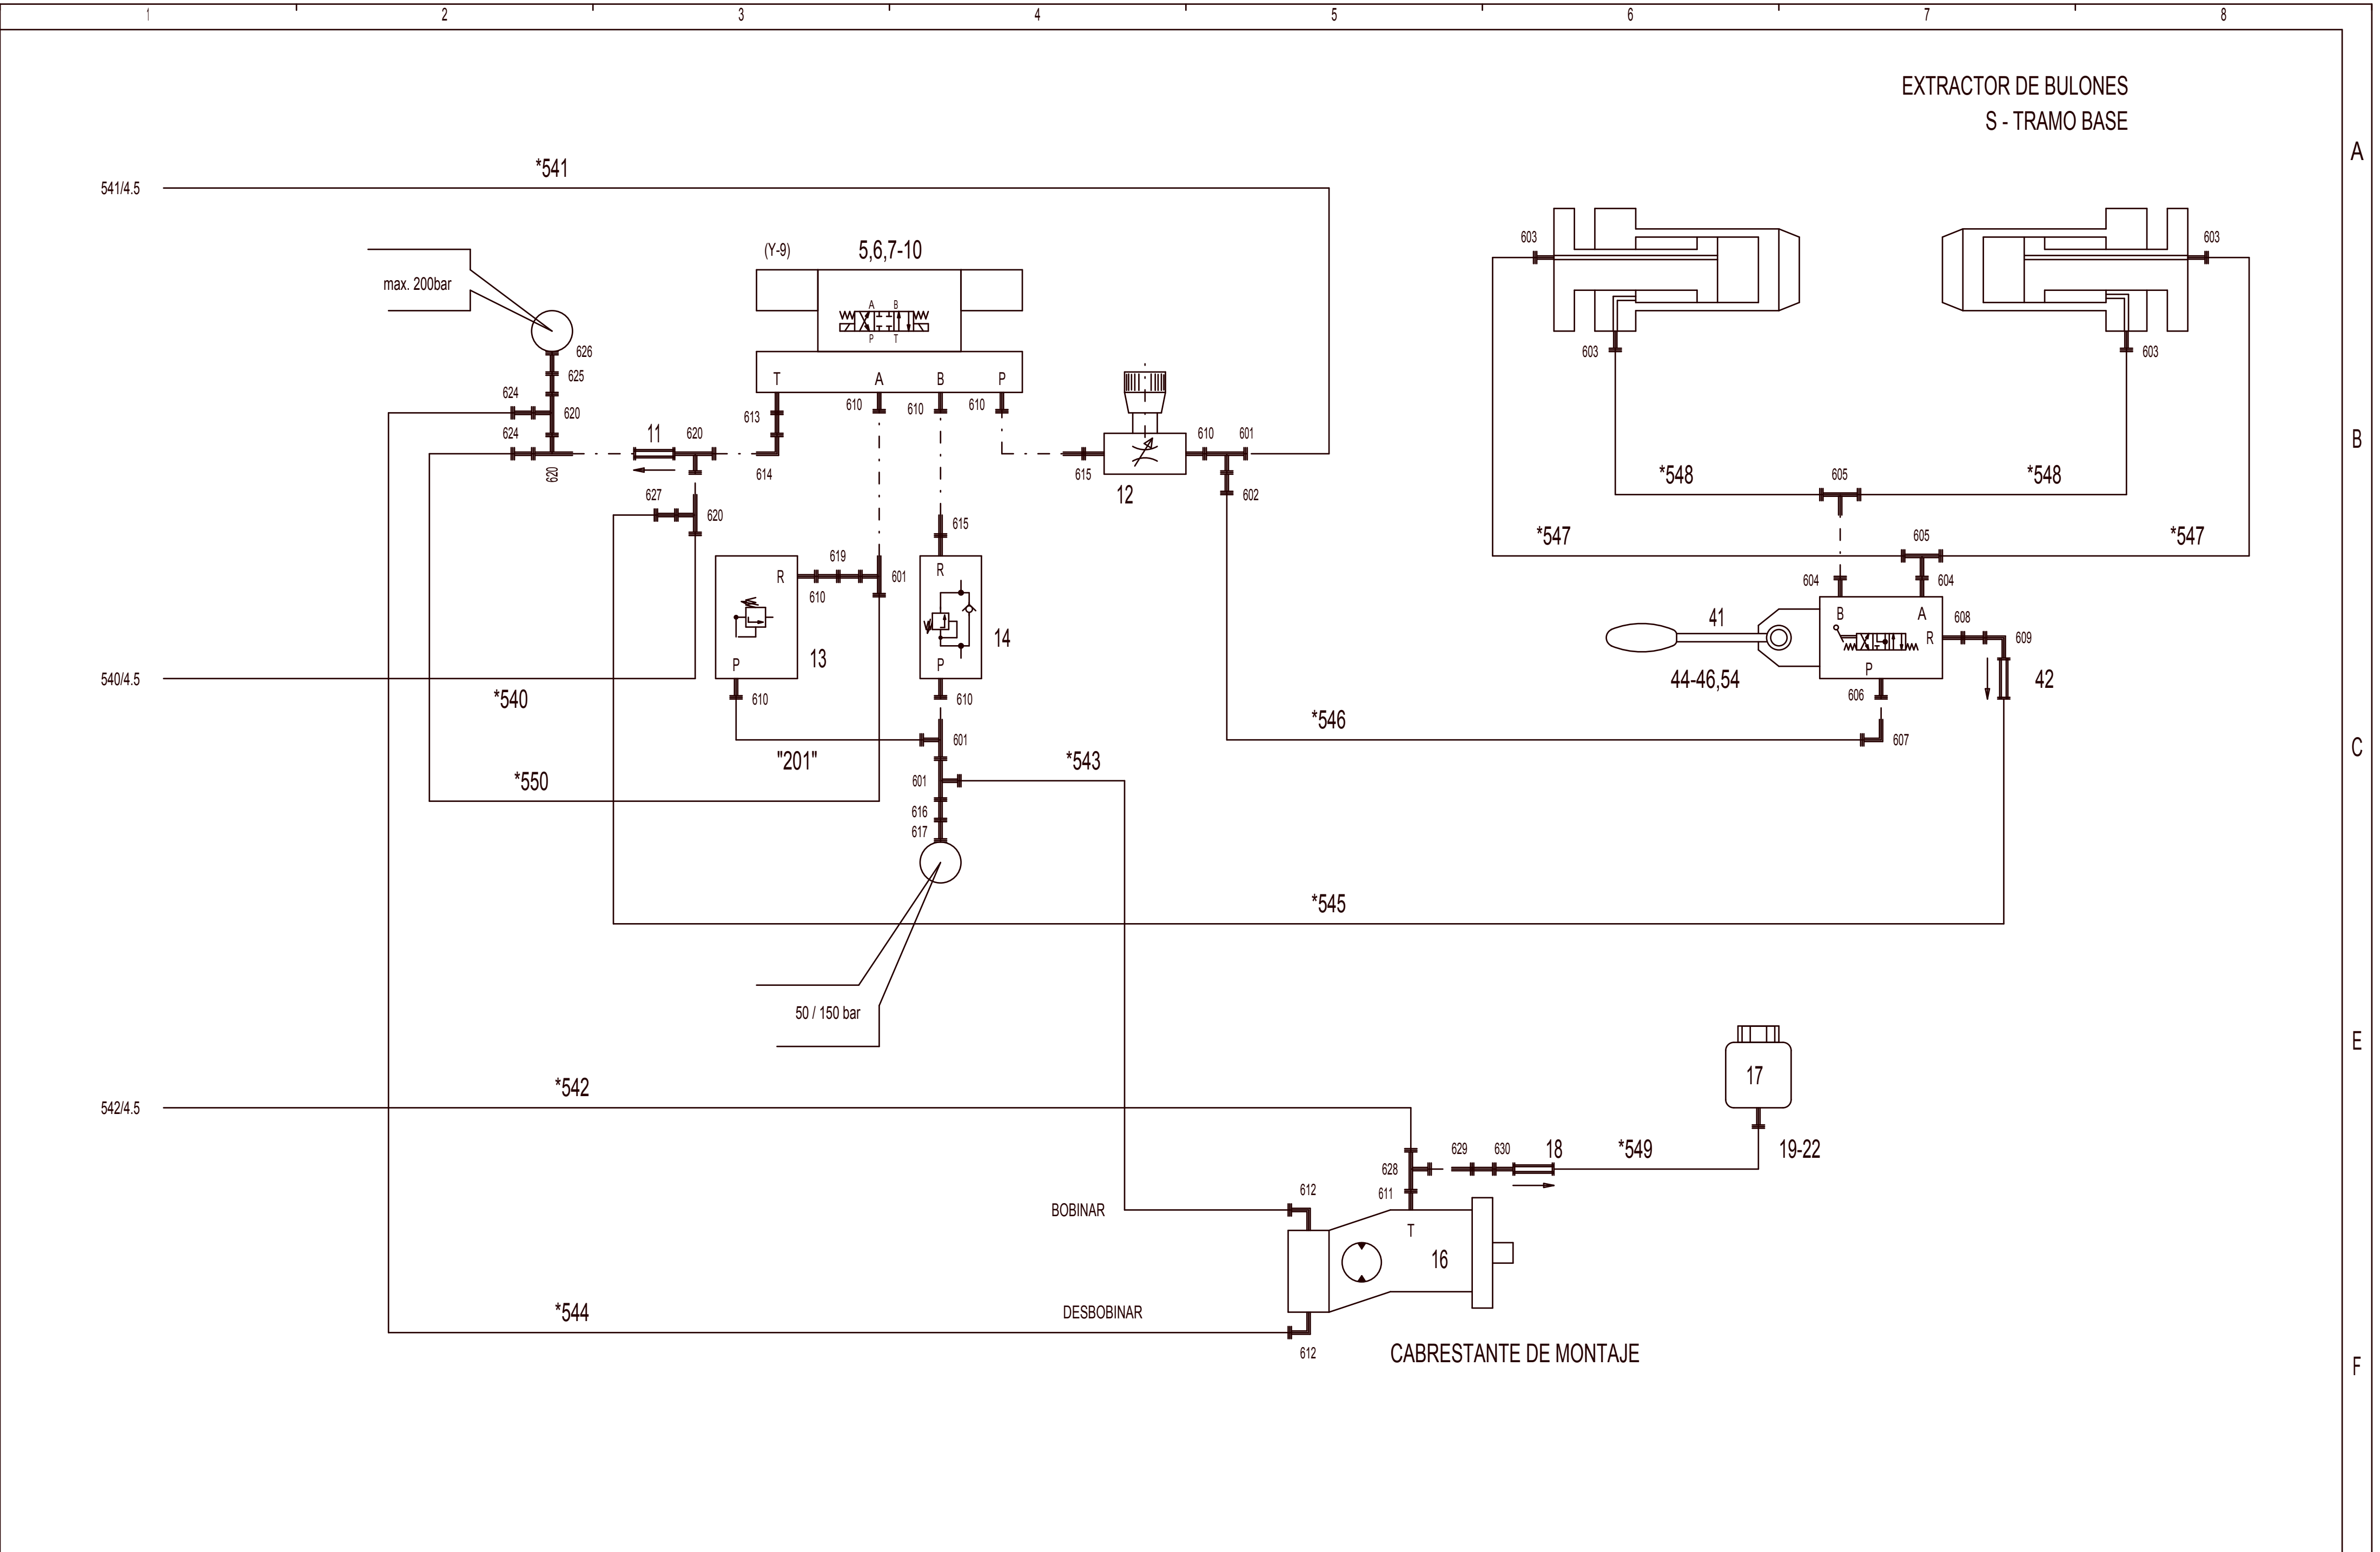 1 2 3 4 5 6 7 8
EXTRACTOR DE BULONES
S - TRAMO BASE
A
*541
541/4.5
603
603
(Y-9) 5,6,7-10
max. 200bar
A B
P T
626
603
603
625
T A B P
624
620
613
610
610
610
B
624
11
620
610
601
620
614
615
12
602
*548
605
*548
627
620
615
*547
605
*547
619
R
601
R
610
604
604
41
B A
608
14
R
609
13
P
P
P
540/4.5
*540
610
610
44-46,54
606
42
*546
601
607
"201"
*543
C
*550
601
616
617
*545
50 / 150 bar
E
17
*542
542/4.5
628
629
630
18
*549
19-22
611
612
BOBINAR
T
16
DESBOBINAR
*544
612
CABRESTANTE DE MONTAJE
F